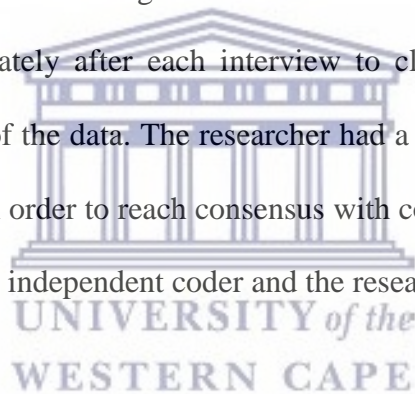 ately after each interview to cl
of the data. The researcher had a
order to reach consensus with c
independent coder and the resea
UNIVERSITY of the
WESTERN CAPE